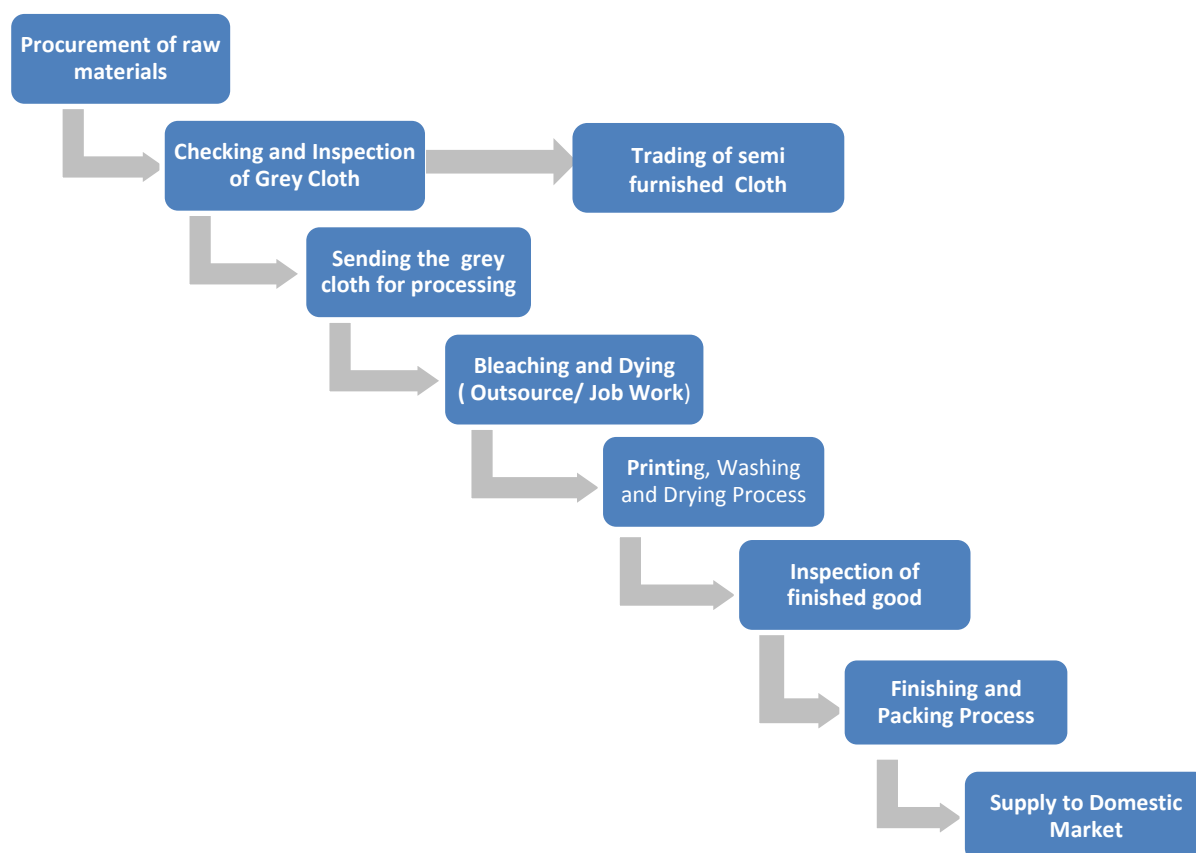 Procurement of raw
materials
Checking and Inspection
of Grey Cloth
Trading of semi
furnished Cloth
Sending the grey
cloth for processing
Bleaching and Dying
( Outsource/ Job Work)
Printing, Washing
and Drying Process
Inspection of
finished good
Finishing and
Packing Process
Supply to Domestic
Market